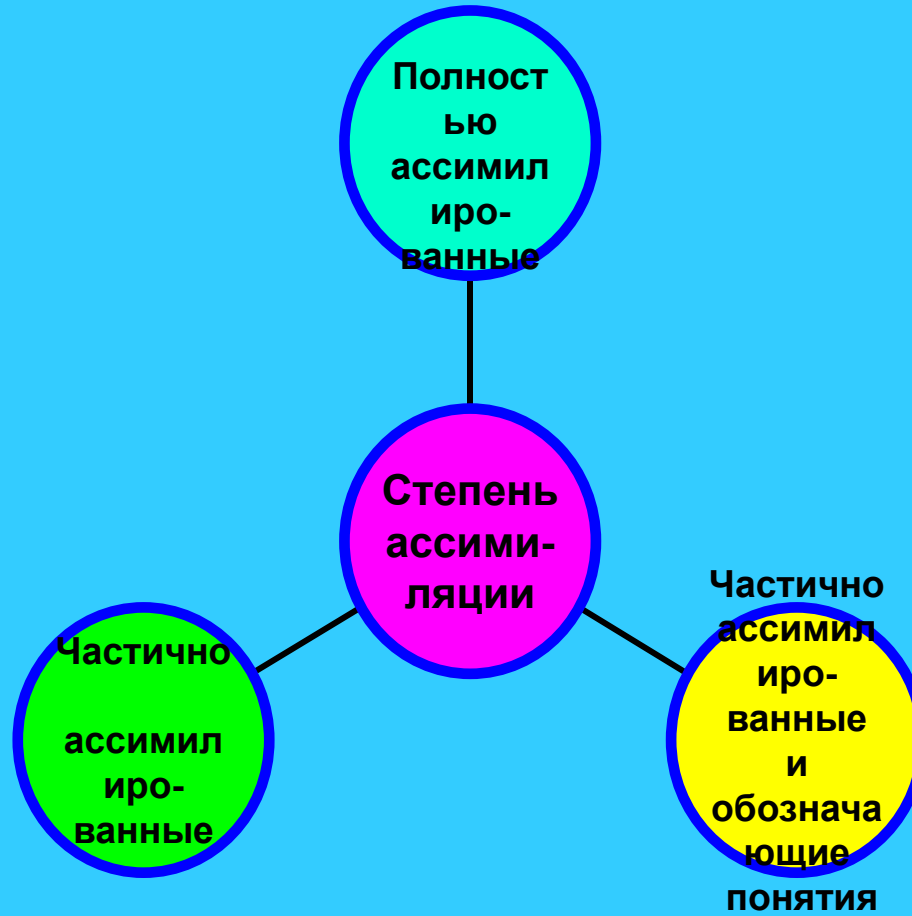 Полност
ью
ассимил
иро-
ванные
Степень
ассими-
ляции
Частично
ассимил
иро-
ванные
Частично
ассимил
иро-
ванные
и
обознача
ющие
понятия